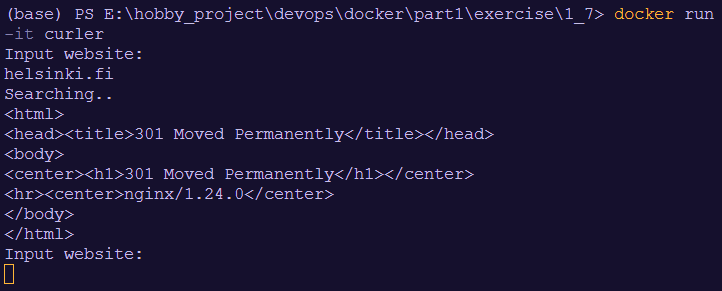 (base) PS E:\hobby_project\devops\docker\part1\exercise\1_7> docker run
-it curler
Input website:
helsinki.fi
Searching..
<html>
<head><title>301 Moved Permanently</title></head>
<body>
<center><h1>301 Moved Permanently</h1></center>
<hr><center>nginx/1.24.0</center>
</body>
</html>
Input website: